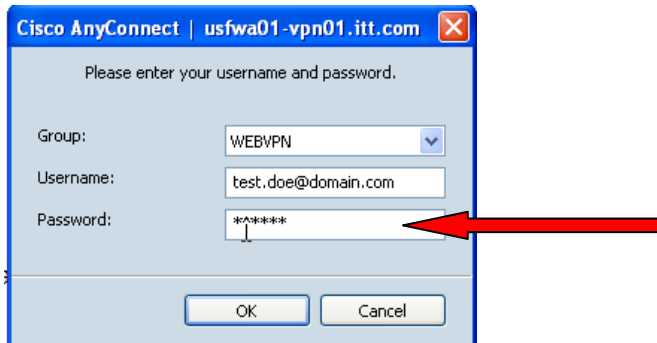 Cisco AnyConnect | usfwa01-vpn01.itt.com
Please enter your username and password.
Group: WEBVPN
Username: test.doe@domain.com
Password: *******
OK Cancel